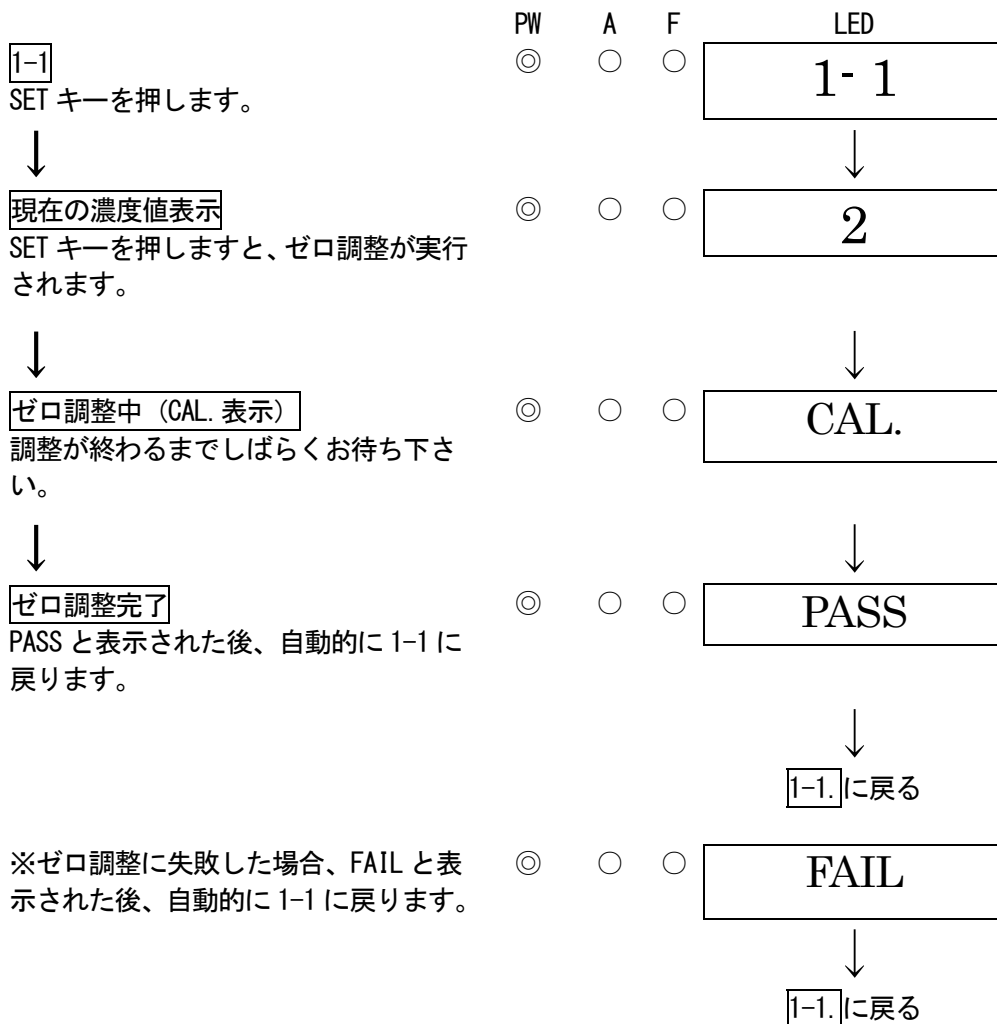 PW A F LED
1-1 ◎ ○ ○ 1- 1
SET キーを押します。
↓ ↓
現在の濃度値表示 ◎ ○ ○ 2
SET キーを押しますと、ゼロ調整が実行
されます。
↓ ↓
ゼロ調整中（CAL. 表示） ◎ ○ ○ CAL.
調整が終わるまでしばらくお待ち下さ
い。
↓ ↓
ゼロ調整完了 ◎ ○ ○ PASS
PASS と表示された後、自動的に 1-1 に
戻ります。
↓
1-1. に戻る
※ゼロ調整に失敗した場合、FAIL と表 ◎ ○ ○ FAIL
示された後、自動的に 1-1 に戻ります。
↓
1-1. に戻る